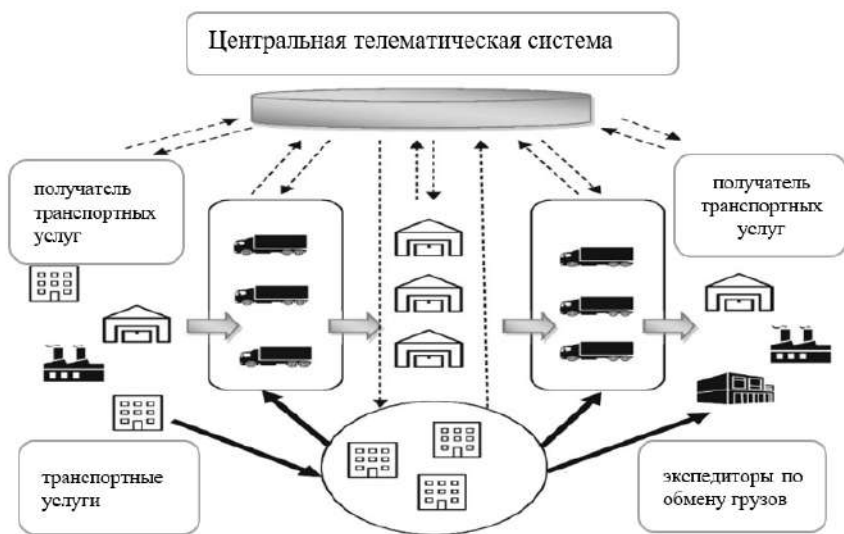 Центральная телематическая система
получатель
транспортных
услуг
получатель
транспортных
услуг
транспортные
услуги
экспедиторы по
обмену грузов